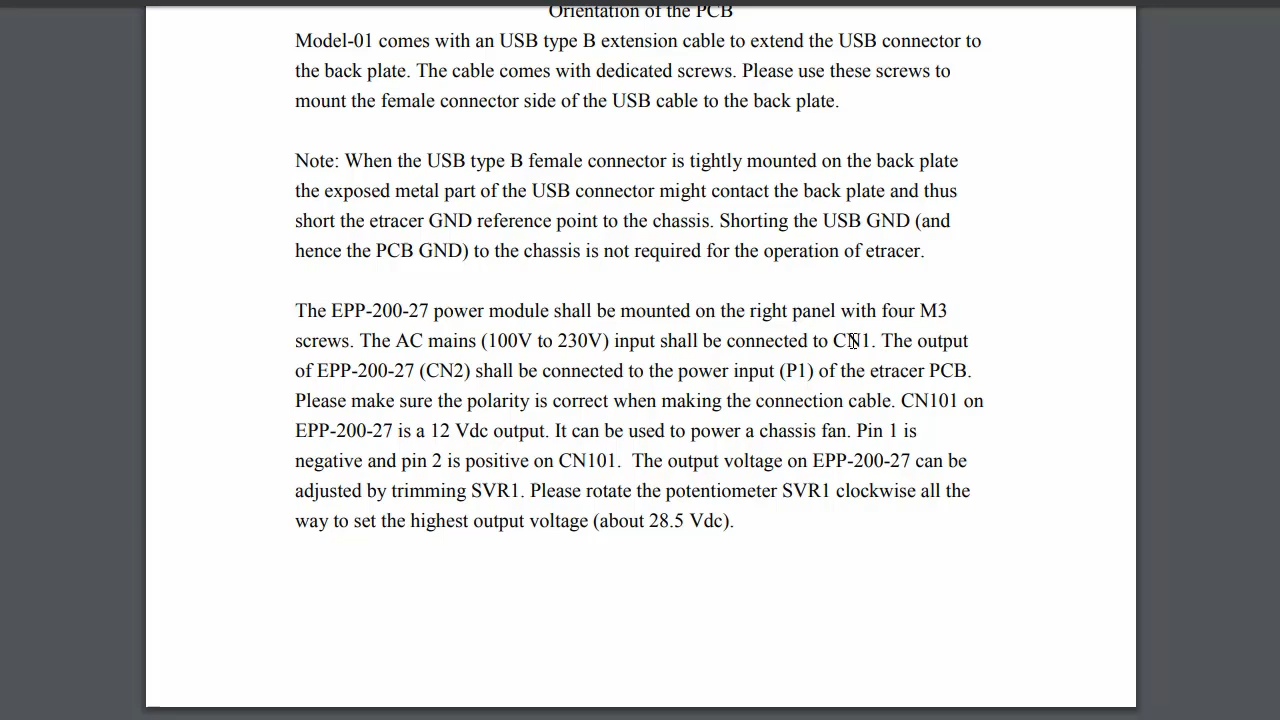 Orientation of the PCB
Model-01 comes with an USB type B extension cable to extend the USB connector to
the back plate. The cable comes with dedicated screws. Please use these screws to
mount the female connector side of the USB cable to the back plate.
Note: When the USB type B female connector is tightly mounted on the back plate
the exposed metal part of the USB connector might contact the back plate and thus
short the etracer GND reference point to the chassis. Shorting the USB GND (and
hence the PCB GND) to the chassis is not required for the operation of etracer.
The EPP-200-27 power module shall be mounted on the right panel with four M3
screws. The AC mains (100V to 230V) input shall be connected to CN1. The output
of EPP-200-27 (CN2) shall be connected to the power input (P1) of the etracer PCB.
Please make sure the polarity is correct when making the connection cable. CN101 on
EPP-200-27 is a 12 Vdc output. It can be used to power a chassis fan. Pin 1 is
negative and pin 2 is positive on CN101.  The output voltage on EPP-200-27 can be
adjusted by trimming SVR1. Please rotate the potentiometer SVR1 clockwise all the
way to set the highest output voltage (about 28.5 Vdc).